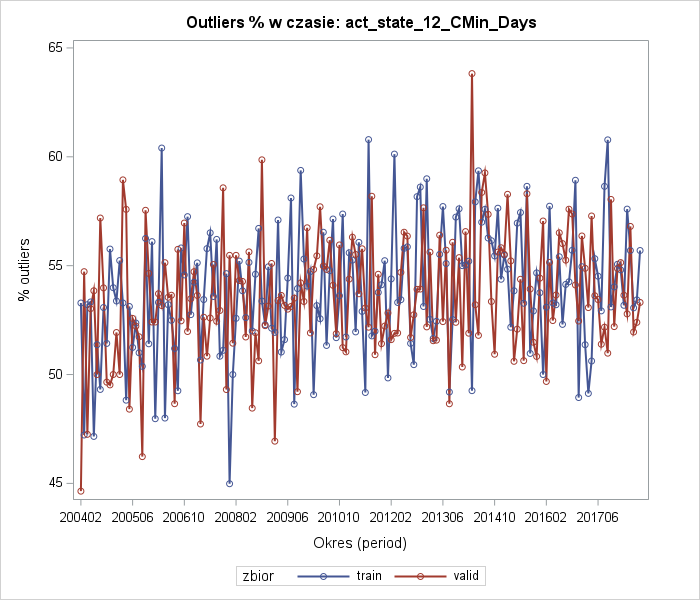 Outliers % w czasie: act_state_12_CMin_Days
% outliers
65
60
55
50
45
200402 200506 200610 200802 200906 201010 201202 201306 201410 201602 201706
Okres (period)
zbior train valid